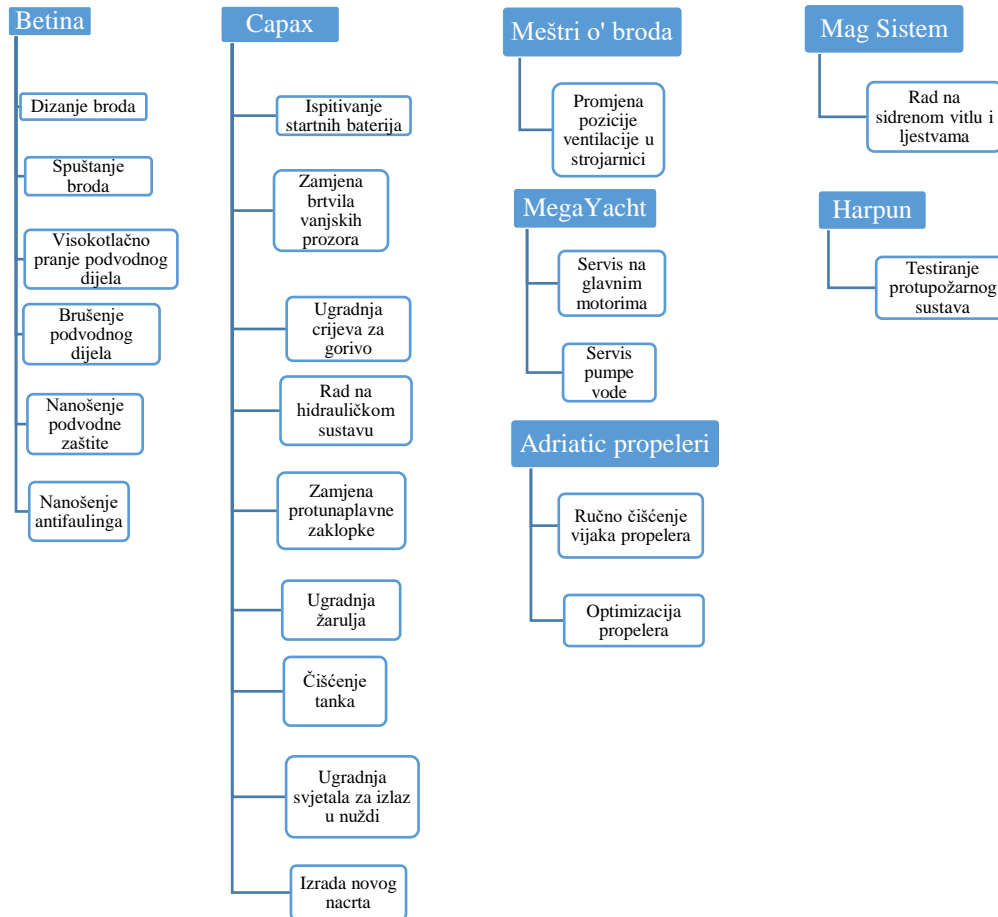 Betina
Dizanje broda
Spuštanje
broda
Visokotlačno
pranje podvodnog
dijela
Brušenje
podvodnog
dijela
Nanošenje
podvodne
zaštite
Nanošenje
antifaulinga
Capax
Ispitivanje
startnih baterija
Zamjena
brtvila
vanjskih
prozora
Ugradnja
crijeva za
gorivo
Rad na
hidrauličkom
sustavu
Zamjena
protunaplavne
zaklopke
Ugradnja
žarulja
Čišćenje
tanka
Ugradnja
svjetala za izlaz
u nuždi
Izrada novog
nacrta
Meštri o' broda
Promjena
pozicije
ventilacije u
strojarnici
MegaYacht
Servis na
glavnim
motorima
Servis
pumpe
vode
Adriatic propeleri
Ručno čišćenje
vijaka propelera
Optimizacija
propelera
Mag Sistem
Rad na
sidrenom vitlu i
ljestvama
Harpun
Testiranje
protupožarnog
sustava